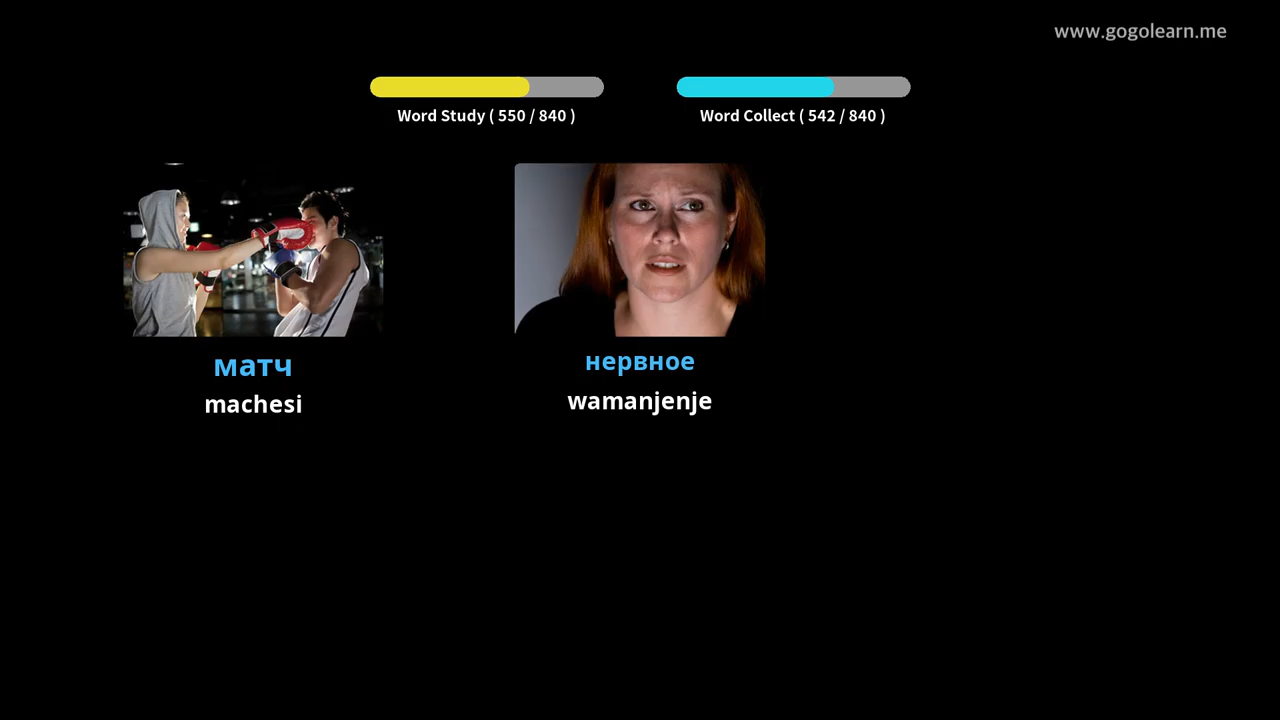 www.gogolearn.me
Word Study ( 550 / 840 )
Word Collect ( 542 / 840 )
матч
machesi
нервное
wamanjenje